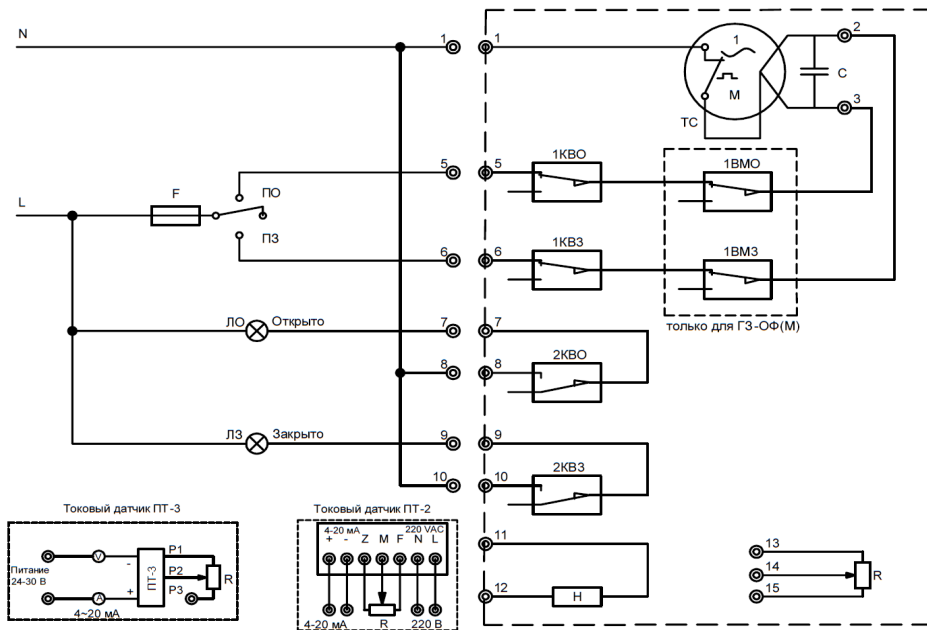 N
1
1
1
2
M
C
3
TC
5
5
1КВО
1ВМО
F
ПО
L
ПЗ
6
6
1КВЗ
1ВМЗ
ЛО
Открыто
7
7
только для ГЗ-ОФ(М)
8
8
2КВО
ЛЗ
Закрыто
9
9
10
10
2КВЗ
Токовый датчик ПТ-3
Токовый датчик ПТ-2
4-20 мА
220 VAC
+ - Z M F N L
11
13
P1
V
-
Питание
24-30 В
ПТ-3
P2
R
14
R
+
P3
A
12
Н
15
4~20 мА
4-20 мА
R
220 В